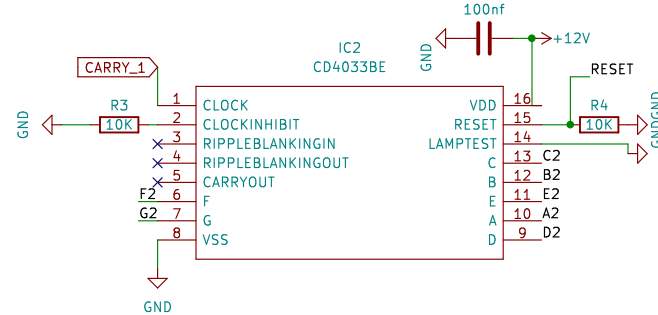 100nf
GND
+12V
IC2
CD4033BE
CARRY_1
RESET
1 CLOCK VDD 16
GND R3 10K 2 CLOCKINHIBIT RESET 15 R4 10K GND
3 RIPPLEBLANKINGIN LAMPTEST 14 GND
4 RIPPLEBLANKINGOUT C 13 C2
5 CARRYOUT B 12 B2
F2 6 F E 11 E2
G2 7 G A 10 A2
8 VSS D 9 D2
GND